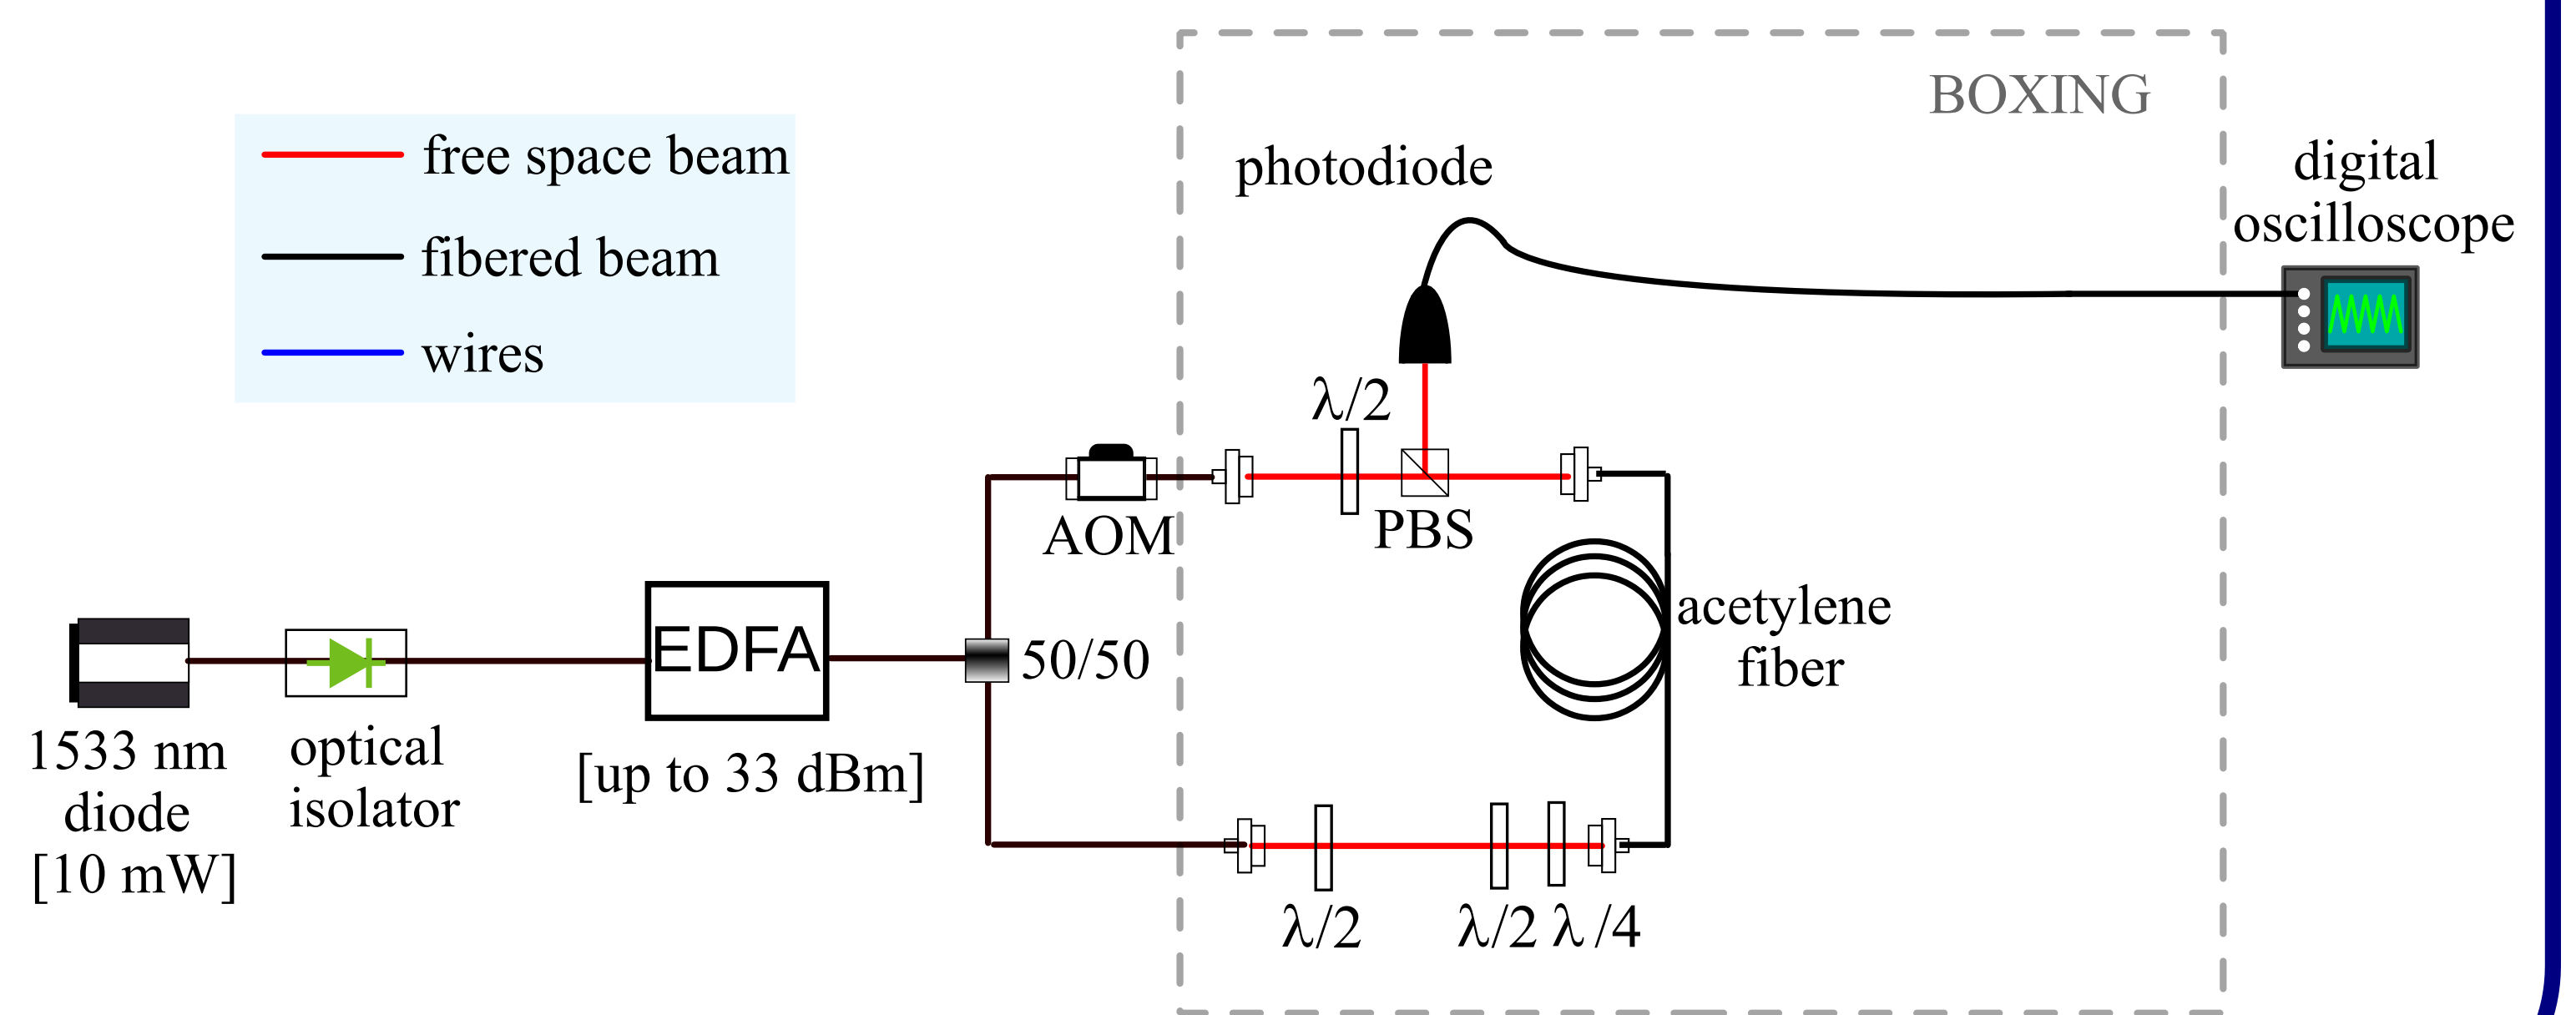 BOXING
free space beam
fibered beam
wires
photodiode
digital
oscilloscope
λ/2
AOM
PBS
EDFA
50/50
acetylene
fiber
1533 nm
diode
[10 mW]
optical
isolator
[up to 33 dBm]
λ/2
λ/2
λ /4